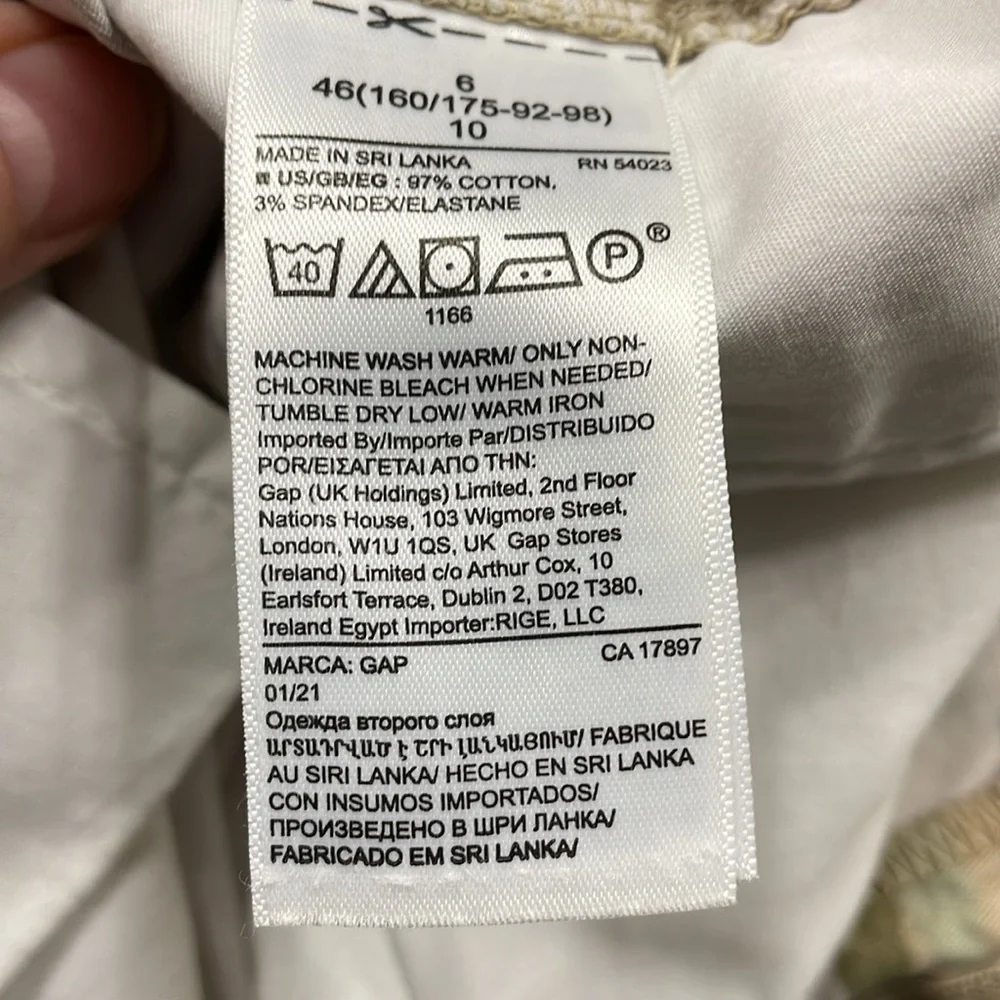 6
46(160/175-92-98)
10
MADE IN SRI LANKA RN 54023
US/GB/EG : 97% COTTON,
3% SPANDEX/ELASTANE
40 P ®
1166
MACHINE WASH WARM/ ONLY NON-
CHLORINE BLEACH WHEN NEEDED/
TUMBLE DRY LOW/ WARM IRON
Imported By/Importe Par/DISTRIBUIDO
POR/ΕΙΣΑΓΕΤΑΙ ΑΠΟ ΤΗΝ:
Gap (UK Holdings) Limited, 2nd Floor
Nations House, 103 Wigmore Street,
London, W1U 1QS, UK Gap Stores
(Ireland) Limited c/o Arthur Cox, 10
Earlsfort Terrace, Dublin 2, D02 T380,
Ireland Egypt Importer:RIGE, LLC
MARCA: GAP CA 17897
01/21
Одежда второго слоя
ԱՐՏԱԴՐՎԱԾ Է ՇՐԻ ԼԱՆԿԱՅՈՒՄ/ FABRIQUE
AU SIRI LANKA/ HECHO EN SRI LANKA
CON INSUMOS IMPORTADOS/
ПРОИЗВЕДЕНО В ШРИ ЛАНКА/
FABRICADO EM SRI LANKA/